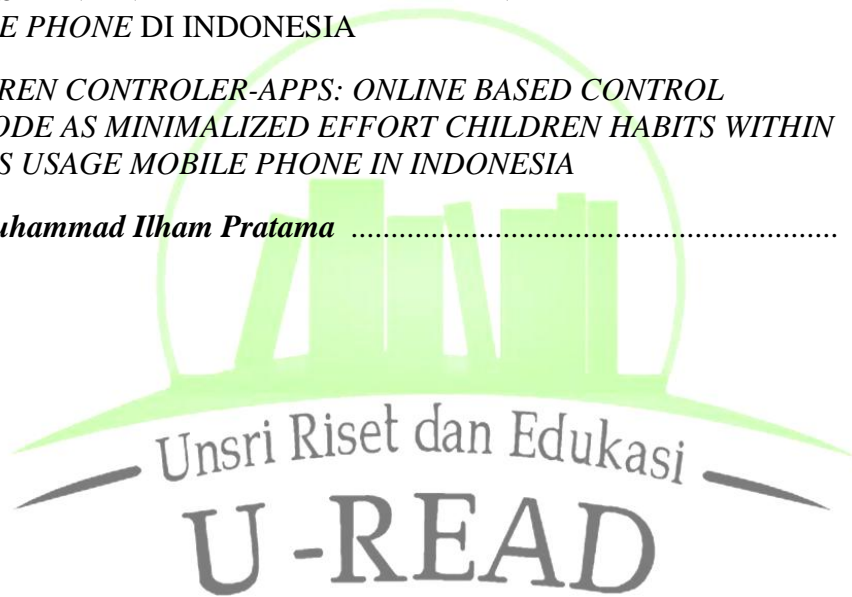 E PHONE DI INDONESIA
REN CONTROLER-APPS: ONLINE BASED CONTROL
ODE AS MINIMALIZED EFFORT CHILDREN HABITS WITHIN
S USAGE MOBILE PHONE IN INDONESIA
uhammad Ilham Pratama .............................................................
Unsri Riset dan Edukasi
U-READ